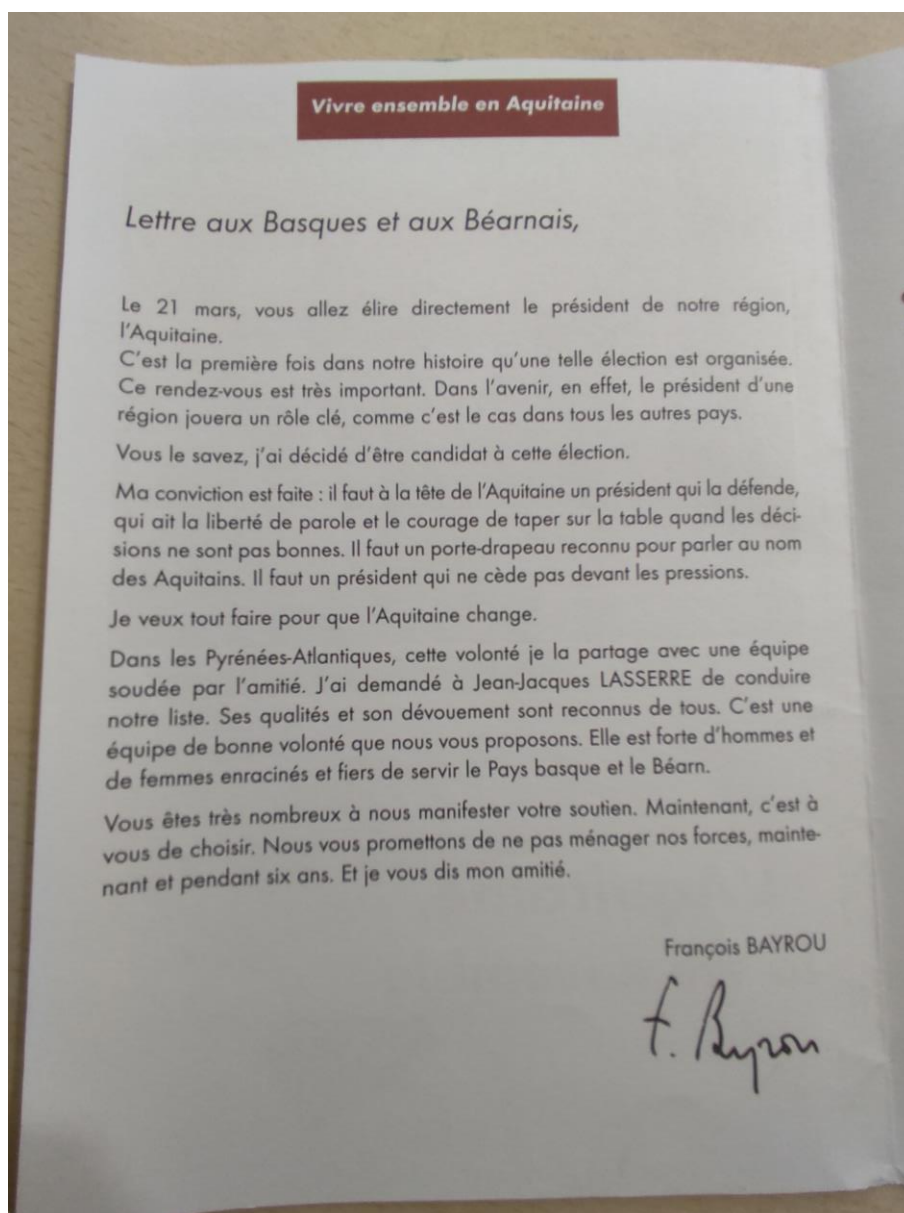 Vivre ensemble en Aquitaine
Lettre aux Basques et aux Béarnais,
Le 21 mars, vous allez élire directement le président de notre région,
l'Aquitaine.
C'est la première fois dans notre histoire qu'une telle élection est organisée.
Ce rendez-vous est très important. Dans l'avenir, en effet, le président d'une
région jouera un rôle clé, comme c'est le cas dans tous les autres pays.
Vous le savez, j'ai décidé d'être candidat à cette élection.
Ma conviction est faite : il faut à la tête de l'Aquitaine un président qui la défende,
qui ait la liberté de parole et le courage de taper sur la table quand les déci-
sions ne sont pas bonnes. Il faut un porte-drapeau reconnu pour parler au nom
des Aquitains. Il faut un président qui ne cède pas devant les pressions.
Je veux tout faire pour que l'Aquitaine change.
Dans les Pyrénées-Atlantiques, cette volonté je la partage avec une équipe
soudée par l'amitié. J'ai demandé à Jean-Jacques LASSERRE de conduire
notre liste. Ses qualités et son dévouement sont reconnus de tous. C'est une
équipe de bonne volonté que nous vous proposons. Elle est forte d'hommes et
de femmes enracinés et fiers de servir le Pays basque et le Béarn.
Vous êtes très nombreux à nous manifester votre soutien. Maintenant, c'est à
vous de choisir. Nous vous promettons de ne pas ménager nos forces, mainte-
nant et pendant six ans. Et je vous dis mon amitié.
François BAYROU
F. Bayrou